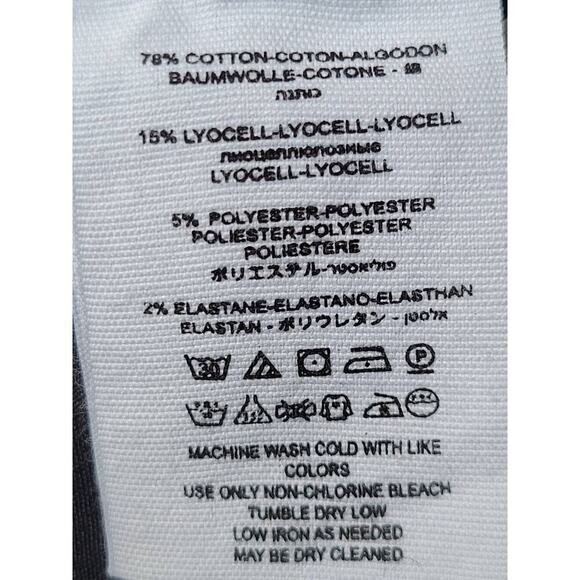 78% COTTON-COTON-ALGODON
BAUMWOLLE-COTONE - 綿
כותנה
15% LYOCELL-LYOCELL-LYOCELL
LYOCELL-LYOCELL
5% POLYESTER-POLYESTER
POLIESTER-POLYESTER
POLIESTERE
ポリエステル-פוליאסטר
2% ELASTANE-ELASTANO-ELASTHAN
ELASTAN - ポリウレタン - אלסטן
30 P
MACHINE WASH COLD WITH LIKE
COLORS
USE ONLY NON-CHLORINE BLEACH
TUMBLE DRY LOW
LOW IRON AS NEEDED
MAY BE DRY CLEANED